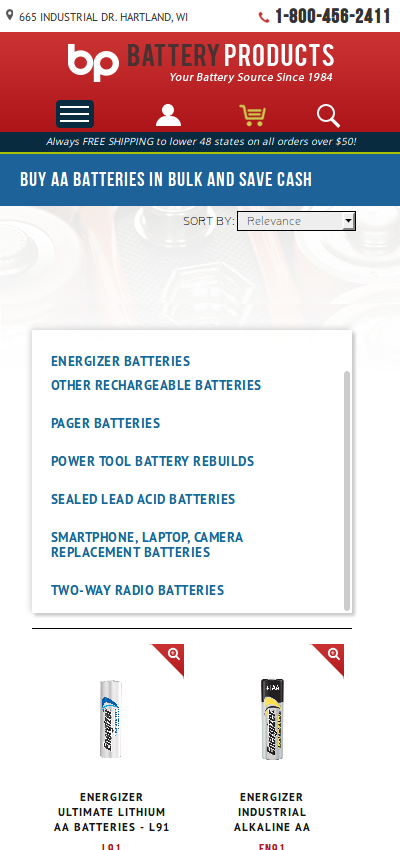 665 INDUSTRIAL DR. HARTLAND, WI
1-800-456-2411
bp BATTERY PRODUCTS
Your Battery Source Since 1984
Always FREE SHIPPING to lower 48 states on all orders over $50!
BUY AA BATTERIES IN BULK AND SAVE CASH
SORT BY: Relevance
ENERGIZER BATTERIES
OTHER RECHARGEABLE BATTERIES
PAGER BATTERIES
POWER TOOL BATTERY REBUILDS
SEALED LEAD ACID BATTERIES
SMARTPHONE, LAPTOP, CAMERA
REPLACEMENT BATTERIES
TWO-WAY RADIO BATTERIES
Energizer
+AA
Energizer
ENERGIZER
ULTIMATE LITHIUM
AA BATTERIES - L91
L91
ENERGIZER
INDUSTRIAL
ALKALINE AA
EN91